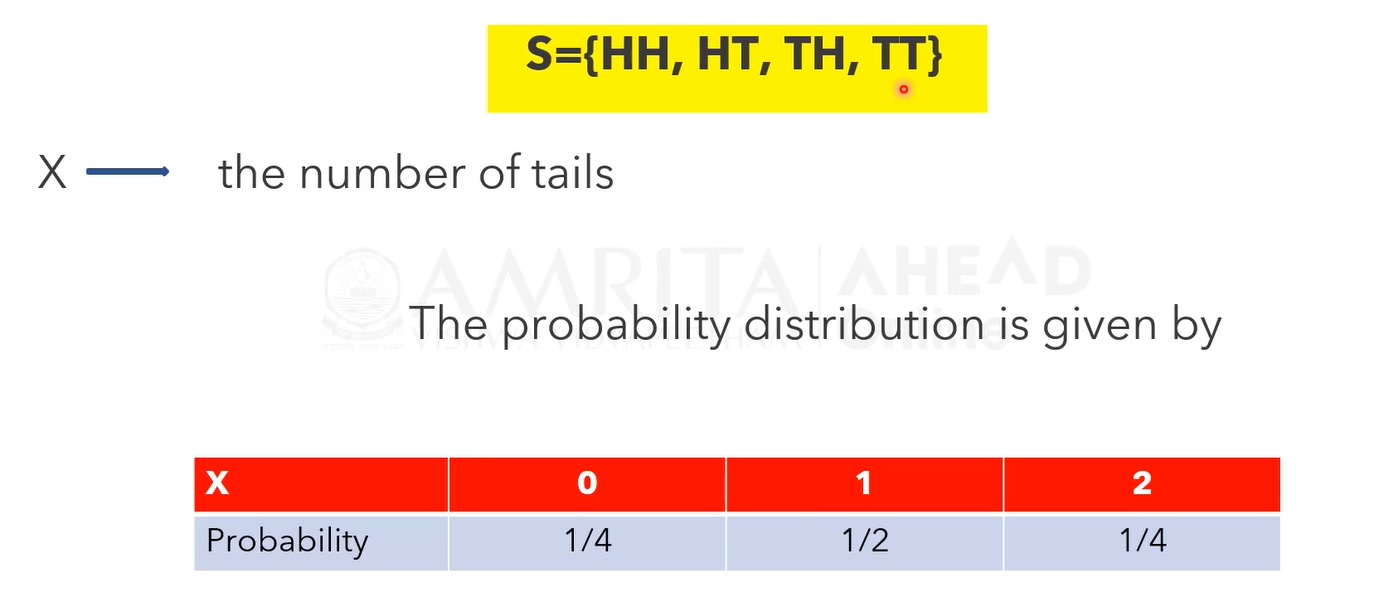 S={HH, HT, TH, TT}
X the number of tails
AMRITA AHEAD
The probability distribution is given by
X 0 1 2
Probability 1/4 1/2 1/4